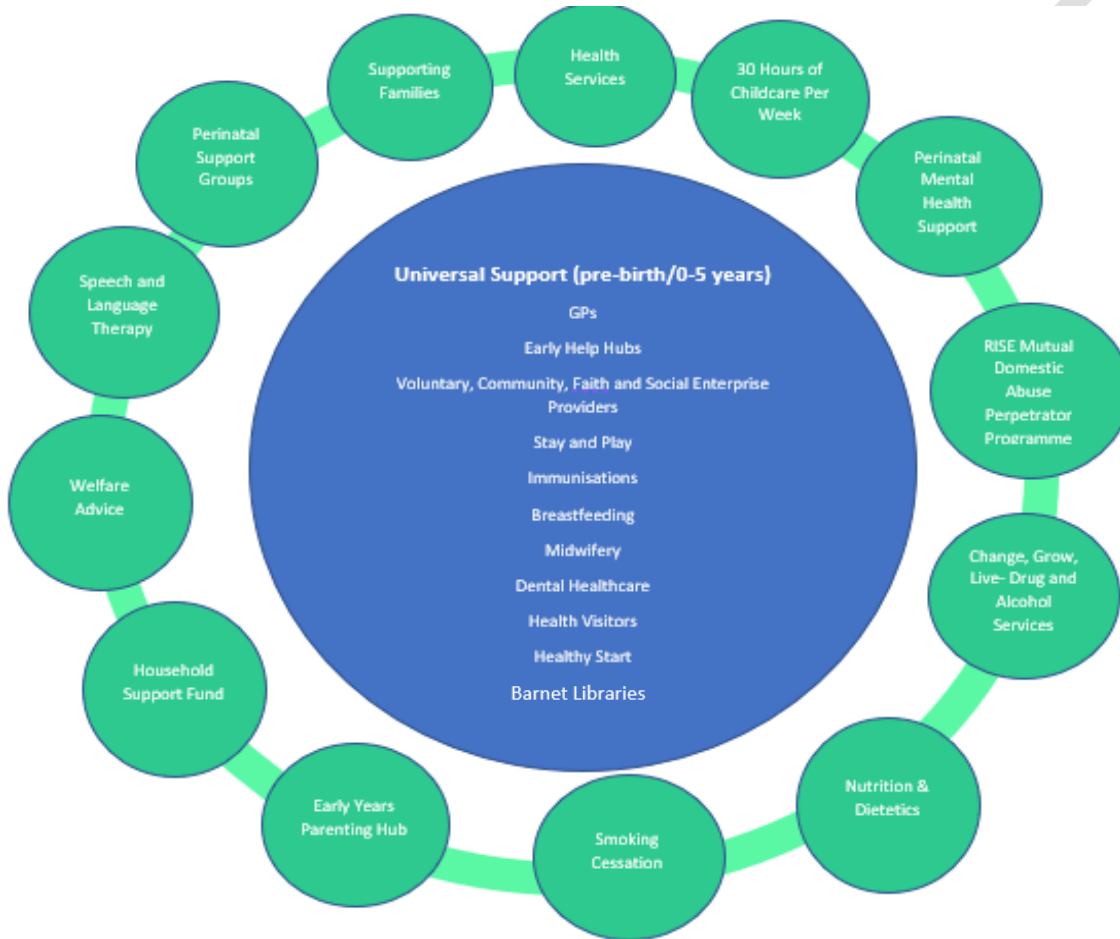 Health
Services
30 Hours of
Childcare Per
Week
Perinatal
Mental
Health
Support
RISE Mutual
Domestic
Abuse
Perpetrator
Programme
Change, Grow,
Live- Drug and
Alcohol
Services
Nutrition &
Dietetics
Smoking
Cessation
Early Years
Parenting Hub
Household
Support Fund
Welfare
Advice
Speech and
Language
Therapy
Perinatal
Support
Groups
Supporting
Families
Universal Support (pre-birth/0-5 years)
GPs
Early Help Hubs
Voluntary, Community, Faith and Social Enterprise
Providers
Stay and Play
Immunisations
Breastfeeding
Midwifery
Dental Healthcare
Health Visitors
Healthy Start
Barnet Libraries